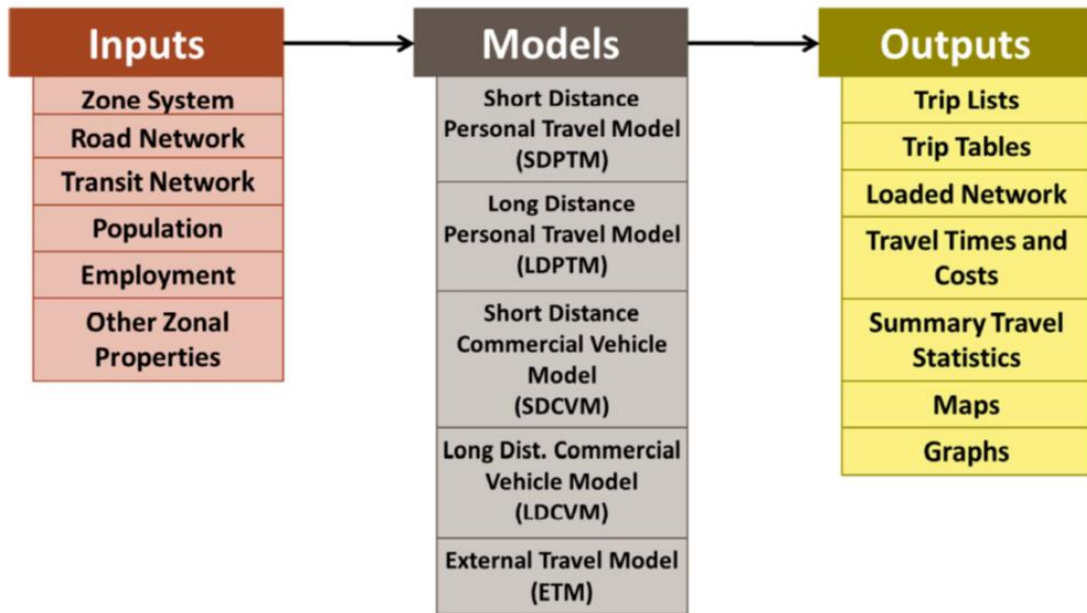 Inputs
Zone System
Road Network
Transit Network
Population
Employment
Other Zonal
Properties
Models
Short Distance
Personal Travel Model
(SDPTM)
Long Distance
Personal Travel Model
(LDPTM)
Short Distance
Commercial Vehicle
Model
(SDCVM)
Long Dist. Commercial
Vehicle Model
(LDCVM)
External Travel Model
(ETM)
Outputs
Trip Lists
Trip Tables
Loaded Network
Travel Times and
Costs
Summary Travel
Statistics
Maps
Graphs